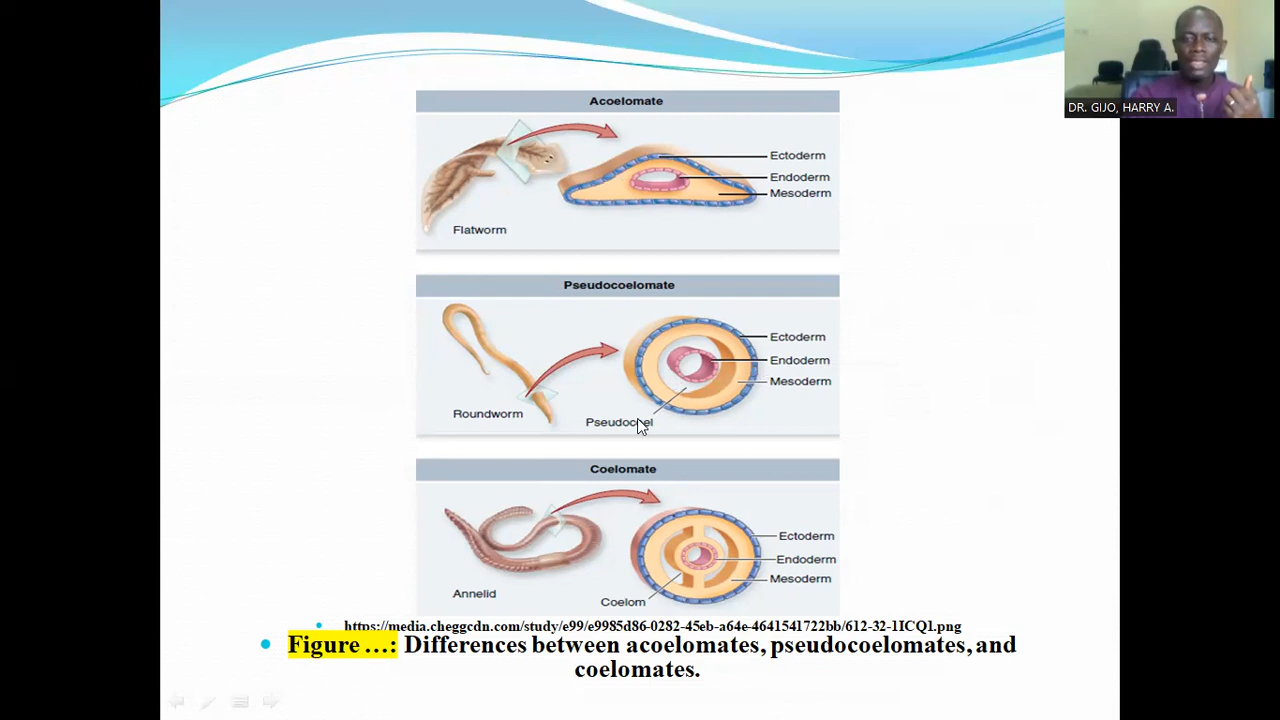 DR. GIJO, HARRY A.
Acoelomate
Ectoderm
Endoderm
Mesoderm
Flatworm
Pseudocoelomate
Ectoderm
Endoderm
Mesoderm
Roundworm
Pseudocoel
Coelomate
Ectoderm
Endoderm
Mesoderm
Annelid
Coelom
https://media.cheggcdn.com/study/e99/e9985d86-0282-45eb-a64e-4641541722bb/612-32-1ICQ1.png
Figure …: Differences between acoelomates, pseudocoelomates, and
coelomates.